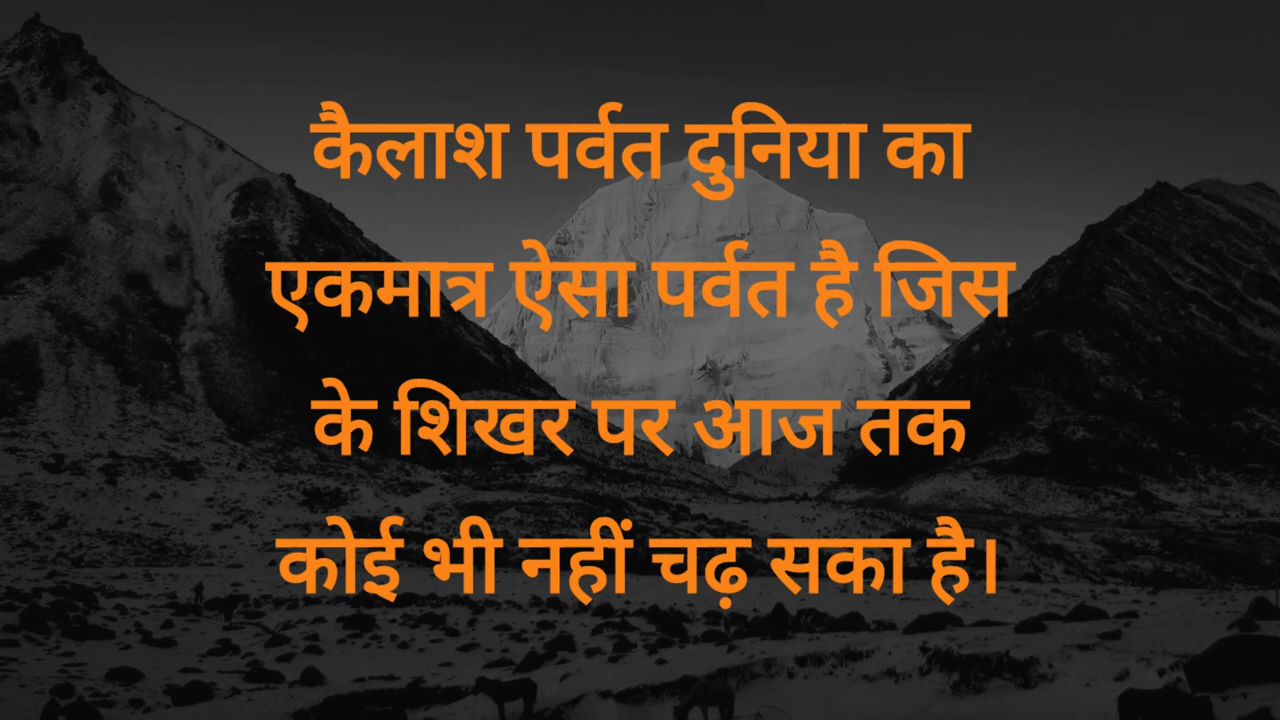 कैलाश पर्वत दुनिया का
एकमात्र ऐसा पर्वत है जिस
के शिखर पर आज तक
कोई भी नहीं चढ़ सका है।